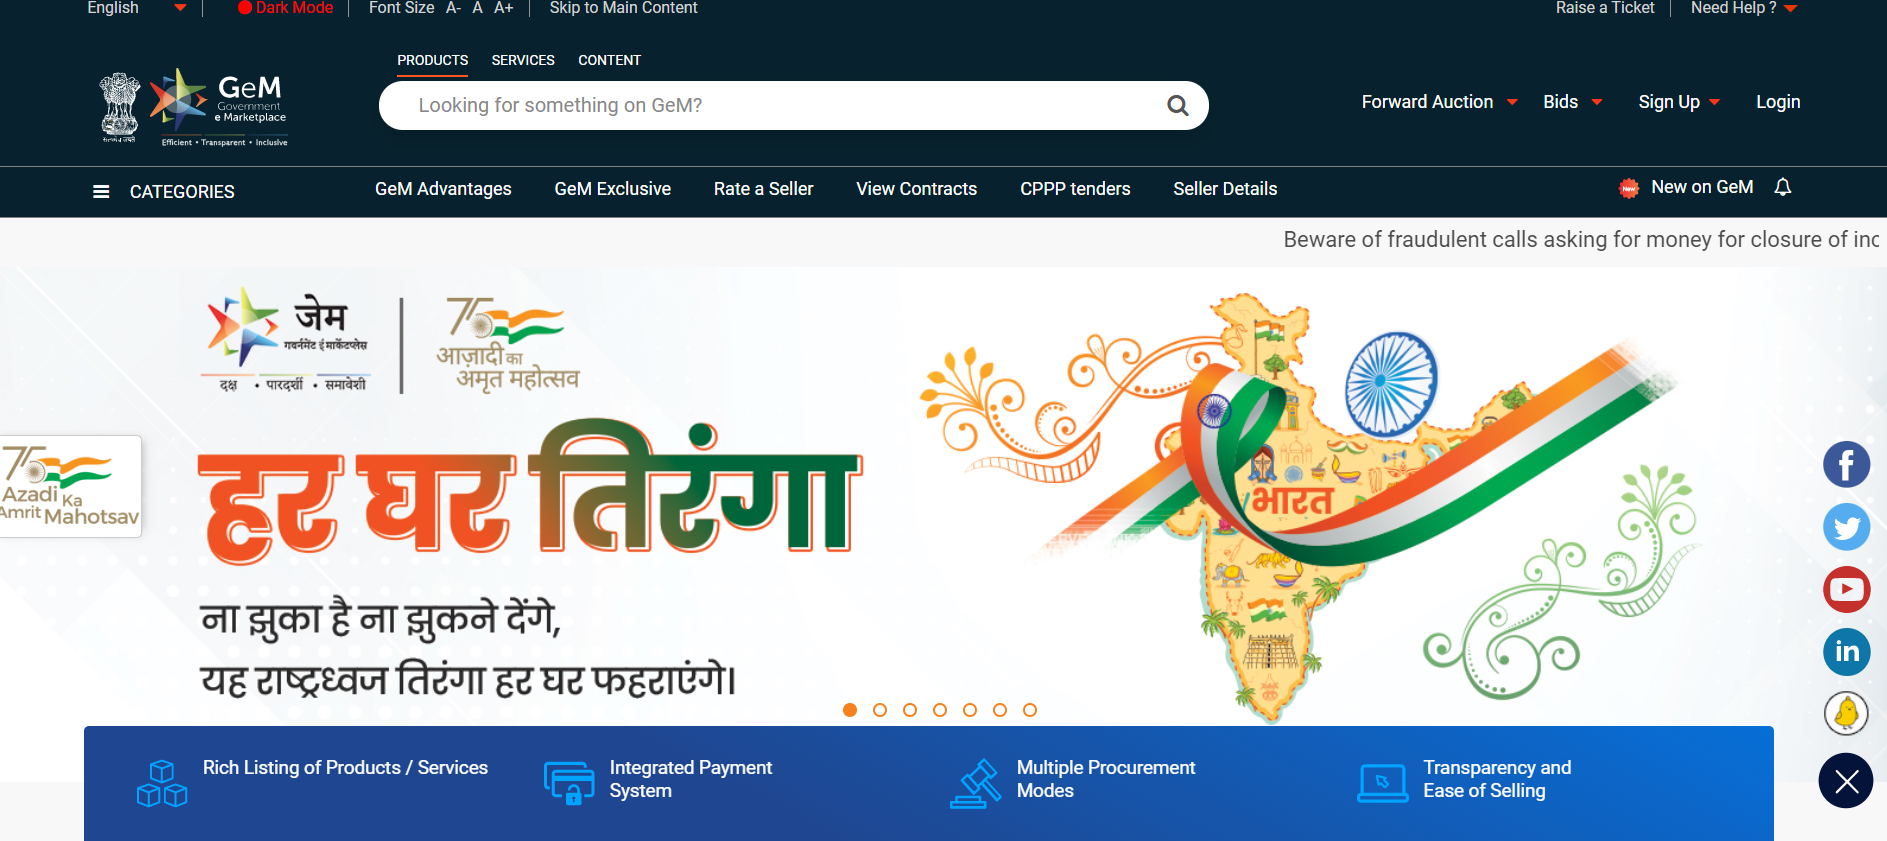 English
Dark Mode
Font Size A- A A+
Skip to Main Content
Raise a Ticket
Need Help ?
PRODUCTS SERVICES CONTENT
सत्यमेव जयते
GeM
Government
e Marketplace
Efficient • Transparent • Inclusive
Looking for something on GeM?
Forward Auction
Bids
Sign Up
Login
CATEGORIES
GeM Advantages
GeM Exclusive
Rate a Seller
View Contracts
CPPP tenders
Seller Details
New
New on GeM
Beware of fraudulent calls asking for money for closure of inc
जेम
गवर्नमेंट ई मार्केटप्लेस
दक्ष • पारदर्शी • समावेशी
75
आज़ादी का
अमृत महोत्सव
हर घर तिरंगा
ना झुका है ना झुकने देंगे,
यह राष्ट्रध्वज तिरंगा हर घर फहराएंगे।
भारत
75
Azadi Ka
Amrit Mahotsav
Rich Listing of Products / Services
Integrated Payment
System
Multiple Procurement
Modes
Transparency and
Ease of Selling